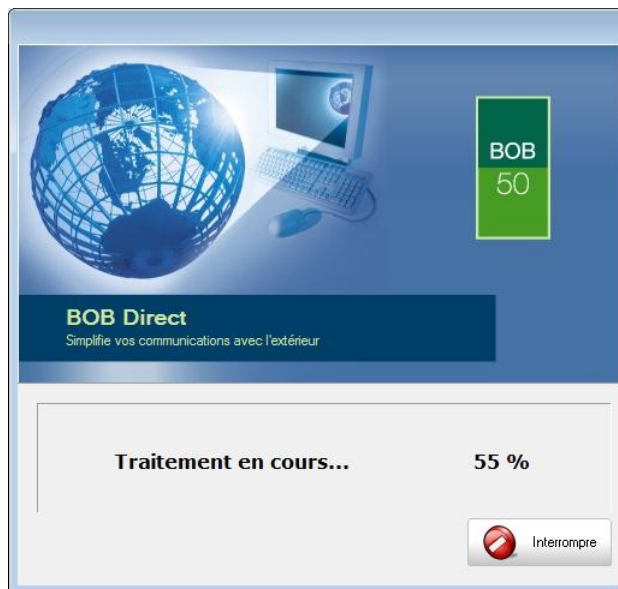 BOB
50
BOB Direct
Simplifie vos communications avec l'extérieur
Traitement en cours... 55 %
Interrompre